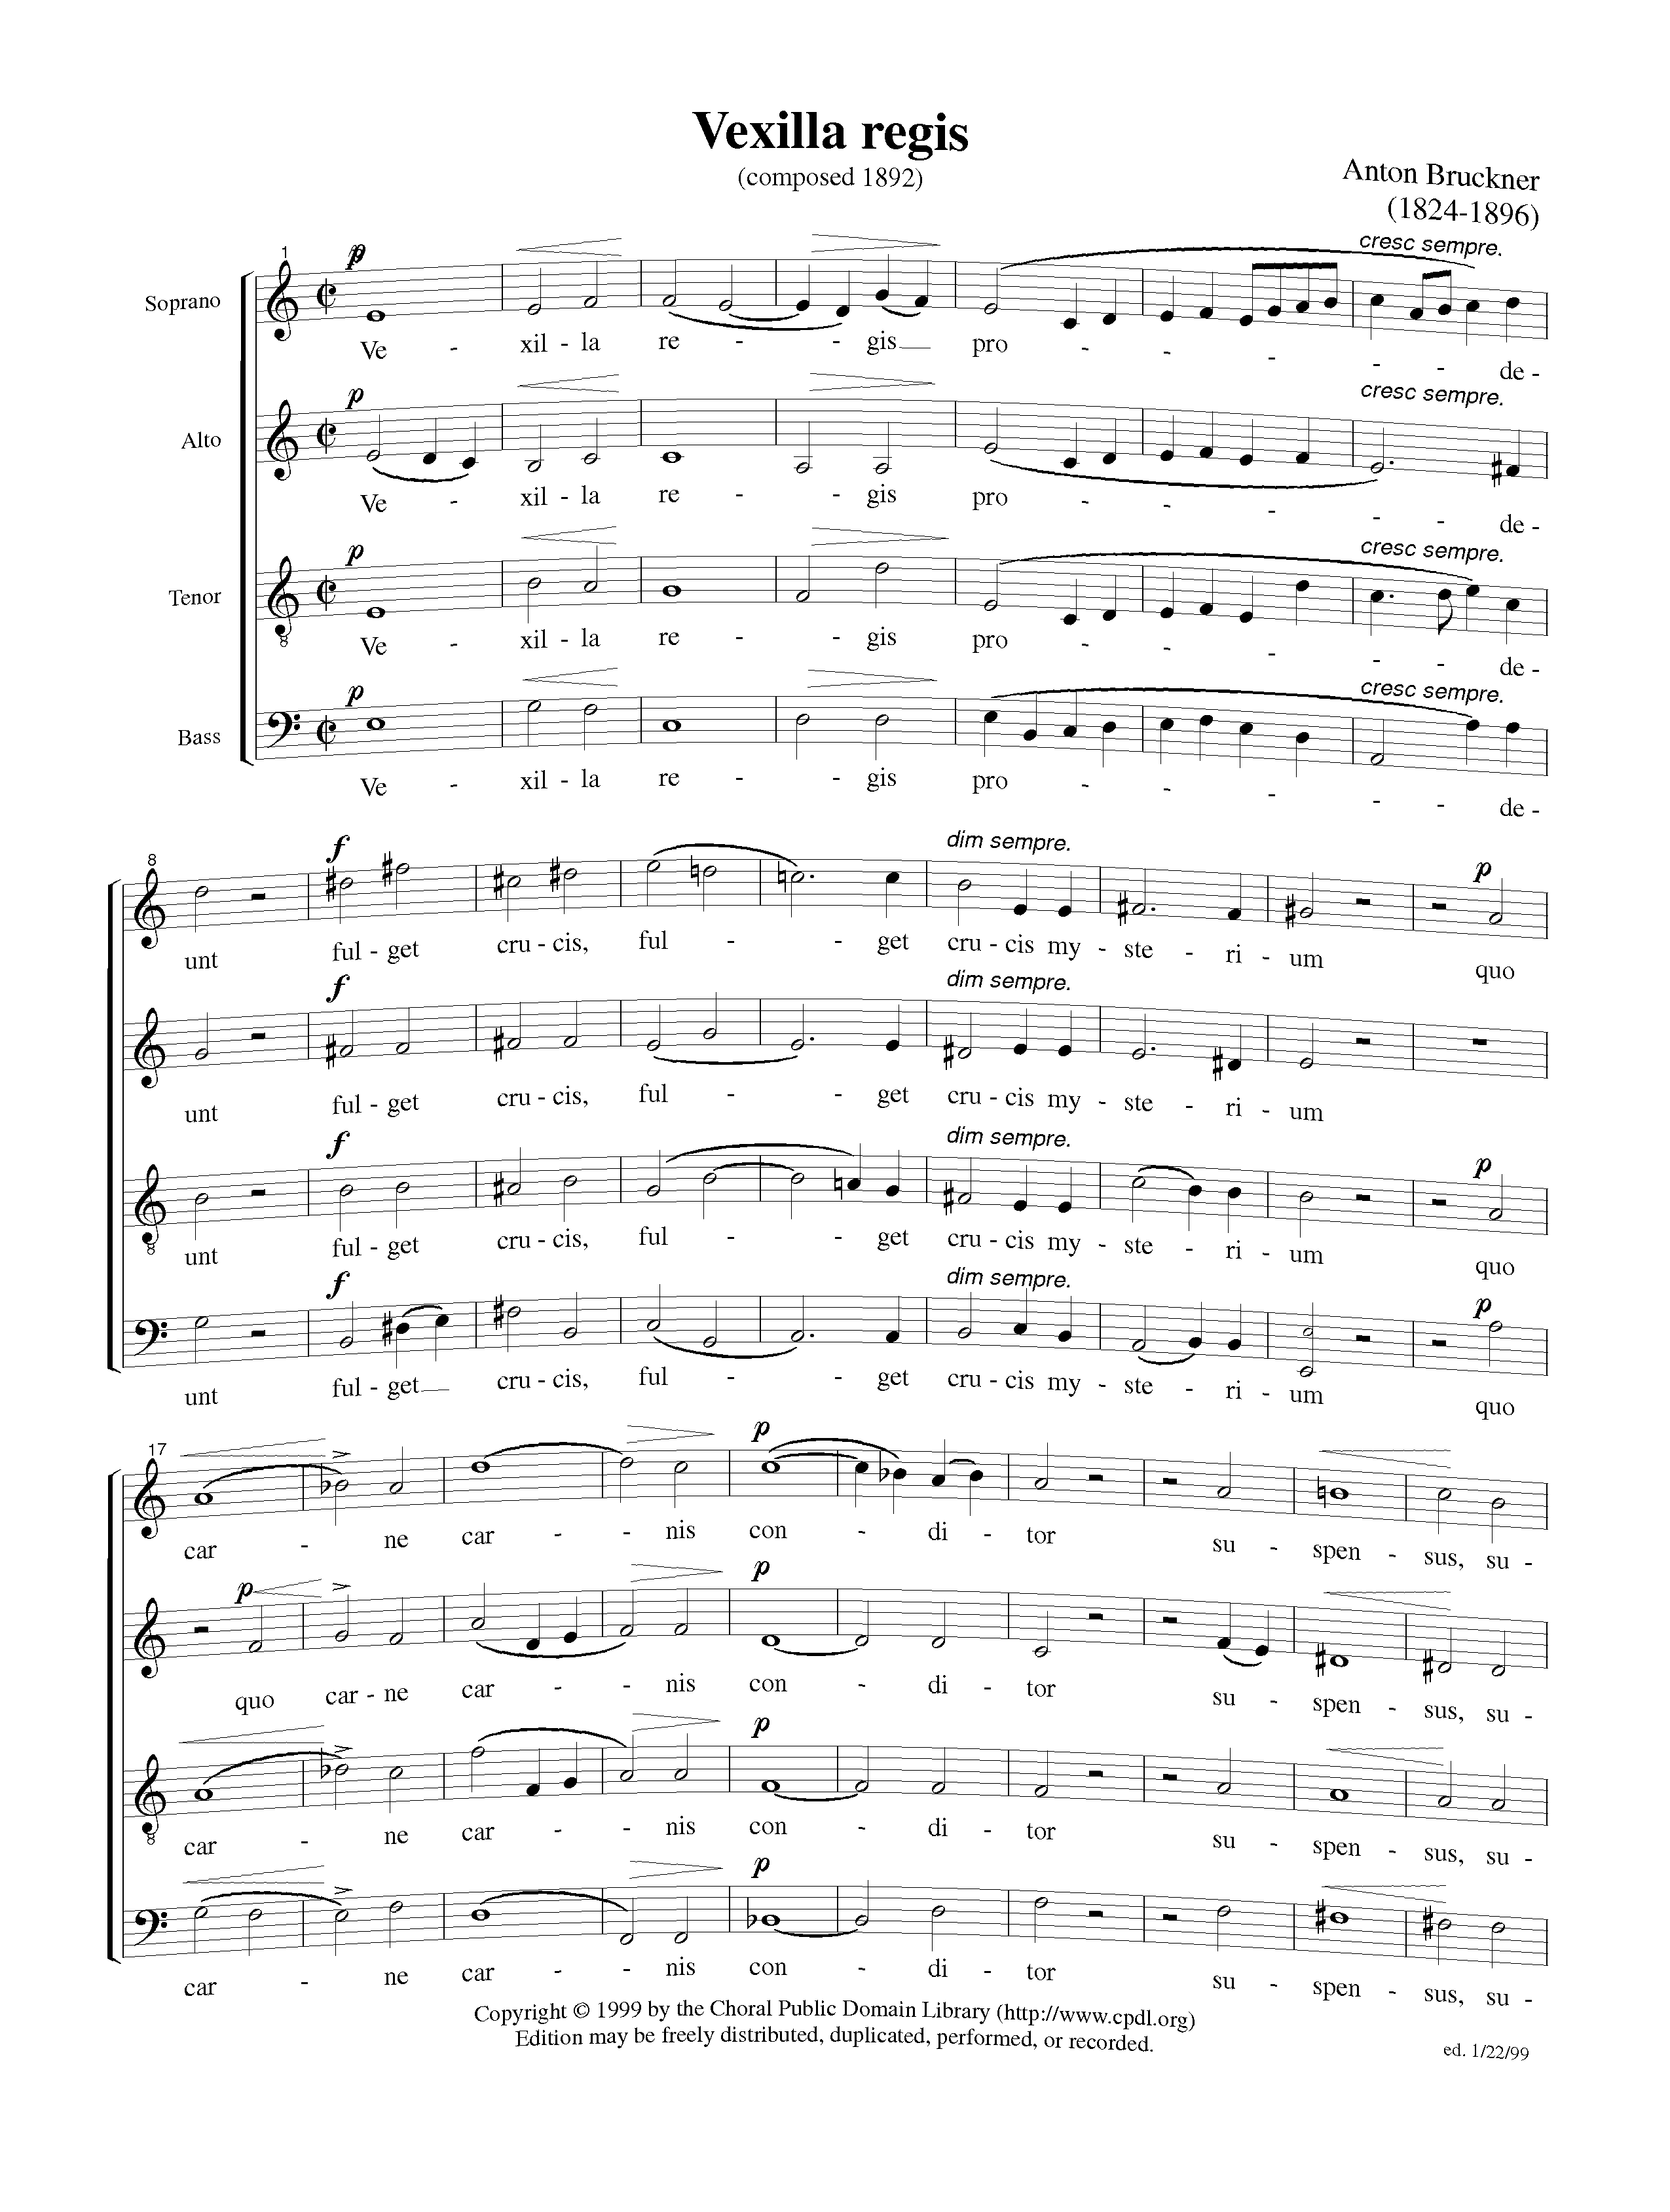 Vexilla regis
(composed 1892)
Anton Bruckner
(1824-1896)
1
p
cresc sempre.
Soprano
Ve - xil - la re - - gis pro - - - - - de -
p
cresc sempre.
Alto
Ve - xil - la re - - gis pro - - - - - de -
p
cresc sempre.
Tenor
Ve - xil - la re - - gis pro - - - - - de -
p
cresc sempre.
Bass
Ve - xil - la re - - gis pro - - - - - de -
8
f
dim sempre.
p
unt ful - get cru - cis, ful - - get cru - cis my - ste - ri - um quo
f
dim sempre.
unt ful - get cru - cis, ful - - get cru - cis my - ste - ri - um
f
dim sempre.
p
unt ful - get cru - cis, ful - - get cru - cis my - ste - ri - um quo
f
dim sempre.
p
unt ful - get cru - cis, ful - - get cru - cis my - ste - ri - um quo
17
p
car - ne car - - nis con - di - tor su - spen - sus, su -
p
p
quo car - ne car - - nis con - di - tor su - spen - sus, su -
p
car - ne car - - nis con - di - tor su - spen - sus, su -
p
car - ne car - - nis con - di - tor su - spen - sus, su -
Copyright © 1999 by the Choral Public Domain Library (http://www.cpdl.org)
Edition may be freely distributed, duplicated, performed, or recorded.
ed. 1/22/99